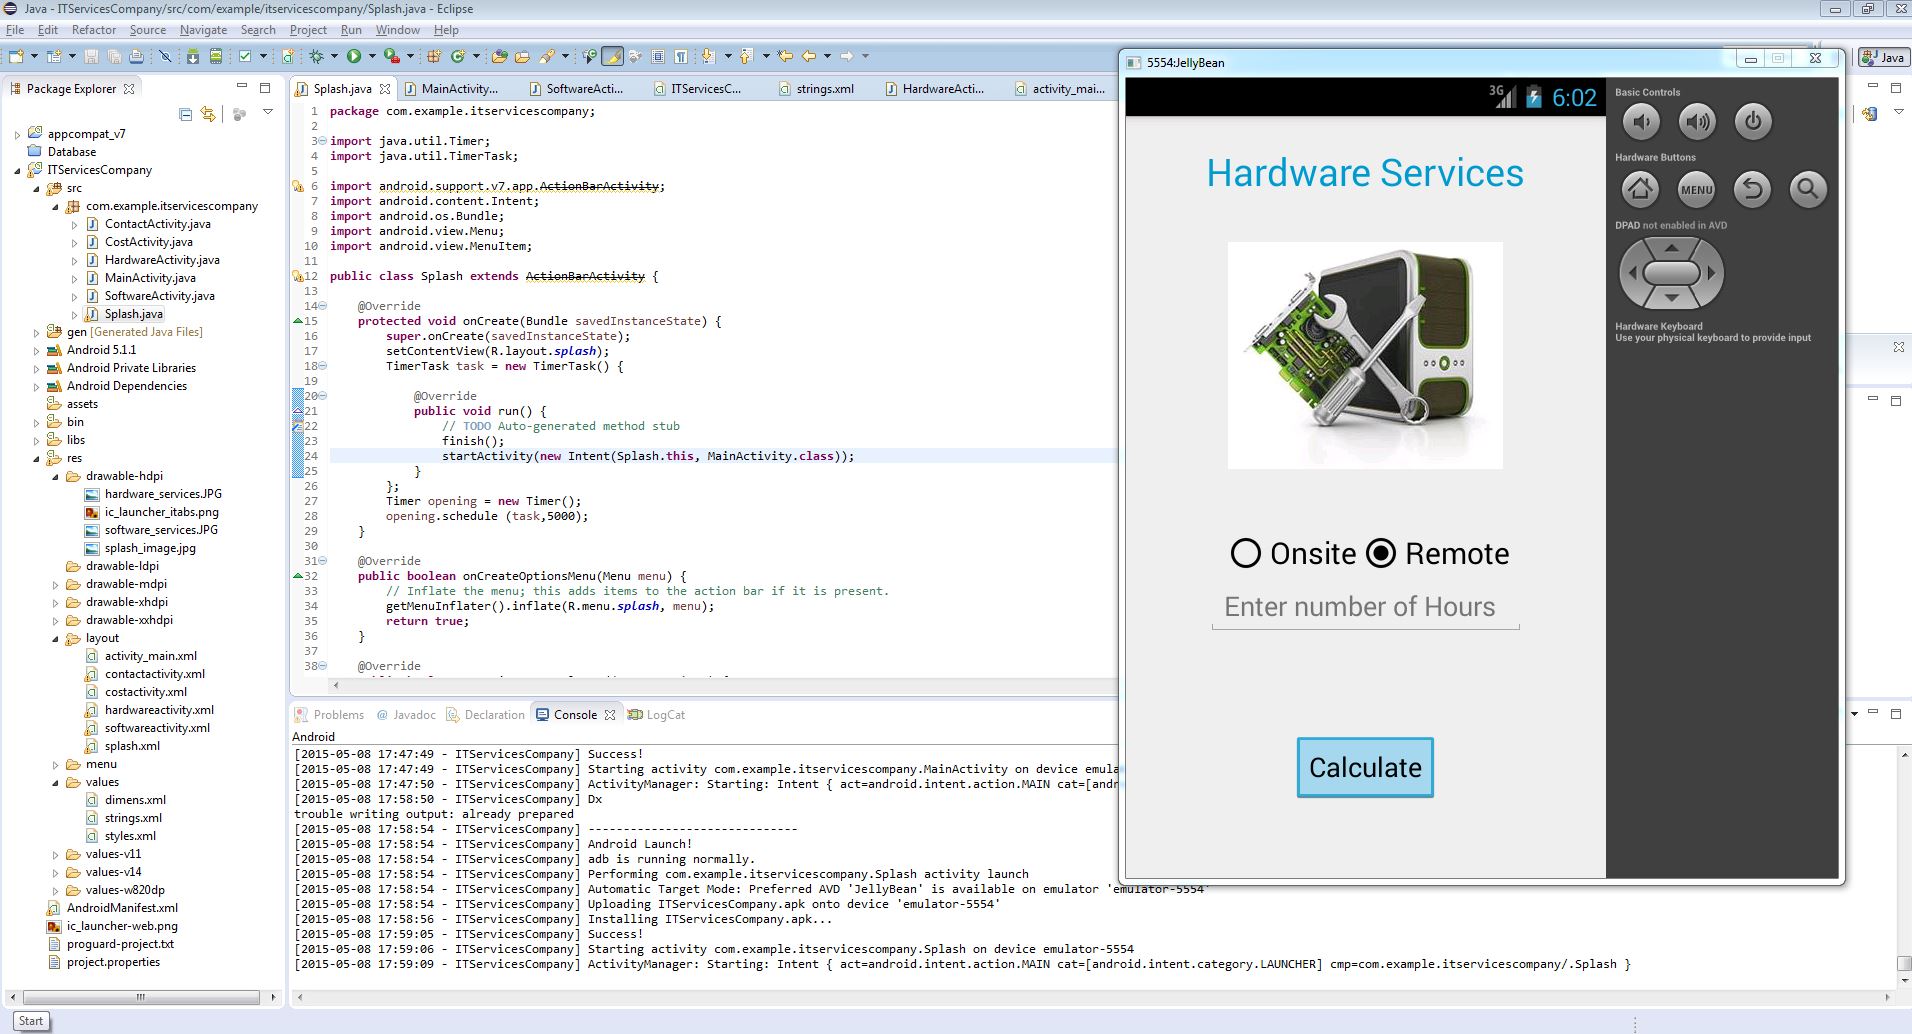 Java - ITServicesCompany/src/com/example/itservicescompany/Splash.java - Eclipse
File Edit Refactor Source Navigate Search Project Run Window Help
Java
Package Explorer
appcompat_v7
Database
ITServicesCompany
src
com.example.itservicescompany
ContactActivity.java
CostActivity.java
HardwareActivity.java
MainActivity.java
SoftwareActivity.java
Splash.java
gen [Generated Java Files]
Android 5.1.1
Android Private Libraries
Android Dependencies
assets
bin
libs
res
drawable-hdpi
hardware_services.JPG
ic_launcher_itabs.png
software_services.JPG
splash_image.jpg
drawable-ldpi
drawable-mdpi
drawable-xhdpi
drawable-xxhdpi
layout
activity_main.xml
contactactivity.xml
costactivity.xml
hardwareactivity.xml
softwareactivity.xml
splash.xml
menu
values
dimens.xml
strings.xml
styles.xml
values-v11
values-v14
values-w820dp
AndroidManifest.xml
ic_launcher-web.png
proguard-project.txt
project.properties
Start
Splash.java MainActivity... SoftwareActi... ITServicesC... strings.xml HardwareActi... activity_mai...
1 package com.example.itservicescompany;
2
3 import java.util.Timer;
4 import java.util.TimerTask;
5
6 import android.support.v7.app.ActionBarActivity;
7 import android.content.Intent;
8 import android.os.Bundle;
9 import android.view.Menu;
10 import android.view.MenuItem;
11
12 public class Splash extends ActionBarActivity {
13
14 @Override
15 protected void onCreate(Bundle savedInstanceState) {
16 super.onCreate(savedInstanceState);
17 setContentView(R.layout.splash);
18 TimerTask task = new TimerTask() {
19
20 @Override
21 public void run() {
22 // TODO Auto-generated method stub
23 finish();
24 startActivity(new Intent(Splash.this, MainActivity.class));
25 }
26 };
27 Timer opening = new Timer();
28 opening.schedule (task,5000);
29 }
30
31 @Override
32 public boolean onCreateOptionsMenu(Menu menu) {
33 // Inflate the menu; this adds items to the action bar if it is present.
34 getMenuInflater().inflate(R.menu.splash, menu);
35 return true;
36 }
37
38 @Override
Problems @ Javadoc Declaration Console LogCat
Android
[2015-05-08 17:47:49 - ITServicesCompany] Success!
[2015-05-08 17:47:49 - ITServicesCompany] Starting activity com.example.itservicescompany.MainActivity on device emula
[2015-05-08 17:47:50 - ITServicesCompany] ActivityManager: Starting: Intent { act=android.intent.action.MAIN cat=[andr
[2015-05-08 17:58:50 - ITServicesCompany] Dx
trouble writing output: already prepared
[2015-05-08 17:58:54 - ITServicesCompany] ------------------------------
[2015-05-08 17:58:54 - ITServicesCompany] Android Launch!
[2015-05-08 17:58:54 - ITServicesCompany] adb is running normally.
[2015-05-08 17:58:54 - ITServicesCompany] Performing com.example.itservicescompany.Splash activity launch
[2015-05-08 17:58:54 - ITServicesCompany] Automatic Target Mode: Preferred AVD 'JellyBean' is available on emulator 'emulator-5554'
[2015-05-08 17:58:54 - ITServicesCompany] Uploading ITServicesCompany.apk onto device 'emulator-5554'
[2015-05-08 17:58:56 - ITServicesCompany] Installing ITServicesCompany.apk...
[2015-05-08 17:59:05 - ITServicesCompany] Success!
[2015-05-08 17:59:06 - ITServicesCompany] Starting activity com.example.itservicescompany.Splash on device emulator-5554
[2015-05-08 17:59:09 - ITServicesCompany] ActivityManager: Starting: Intent { act=android.intent.action.MAIN cat=[android.intent.category.LAUNCHER] cmp=com.example.itservicescompany/.Splash }
5554:JellyBean
3G 6:02
Hardware Services
Onsite Remote
Enter number of Hours
Calculate
Basic Controls
Hardware Buttons
MENU
DPAD not enabled in AVD
Hardware Keyboard
Use your physical keyboard to provide input